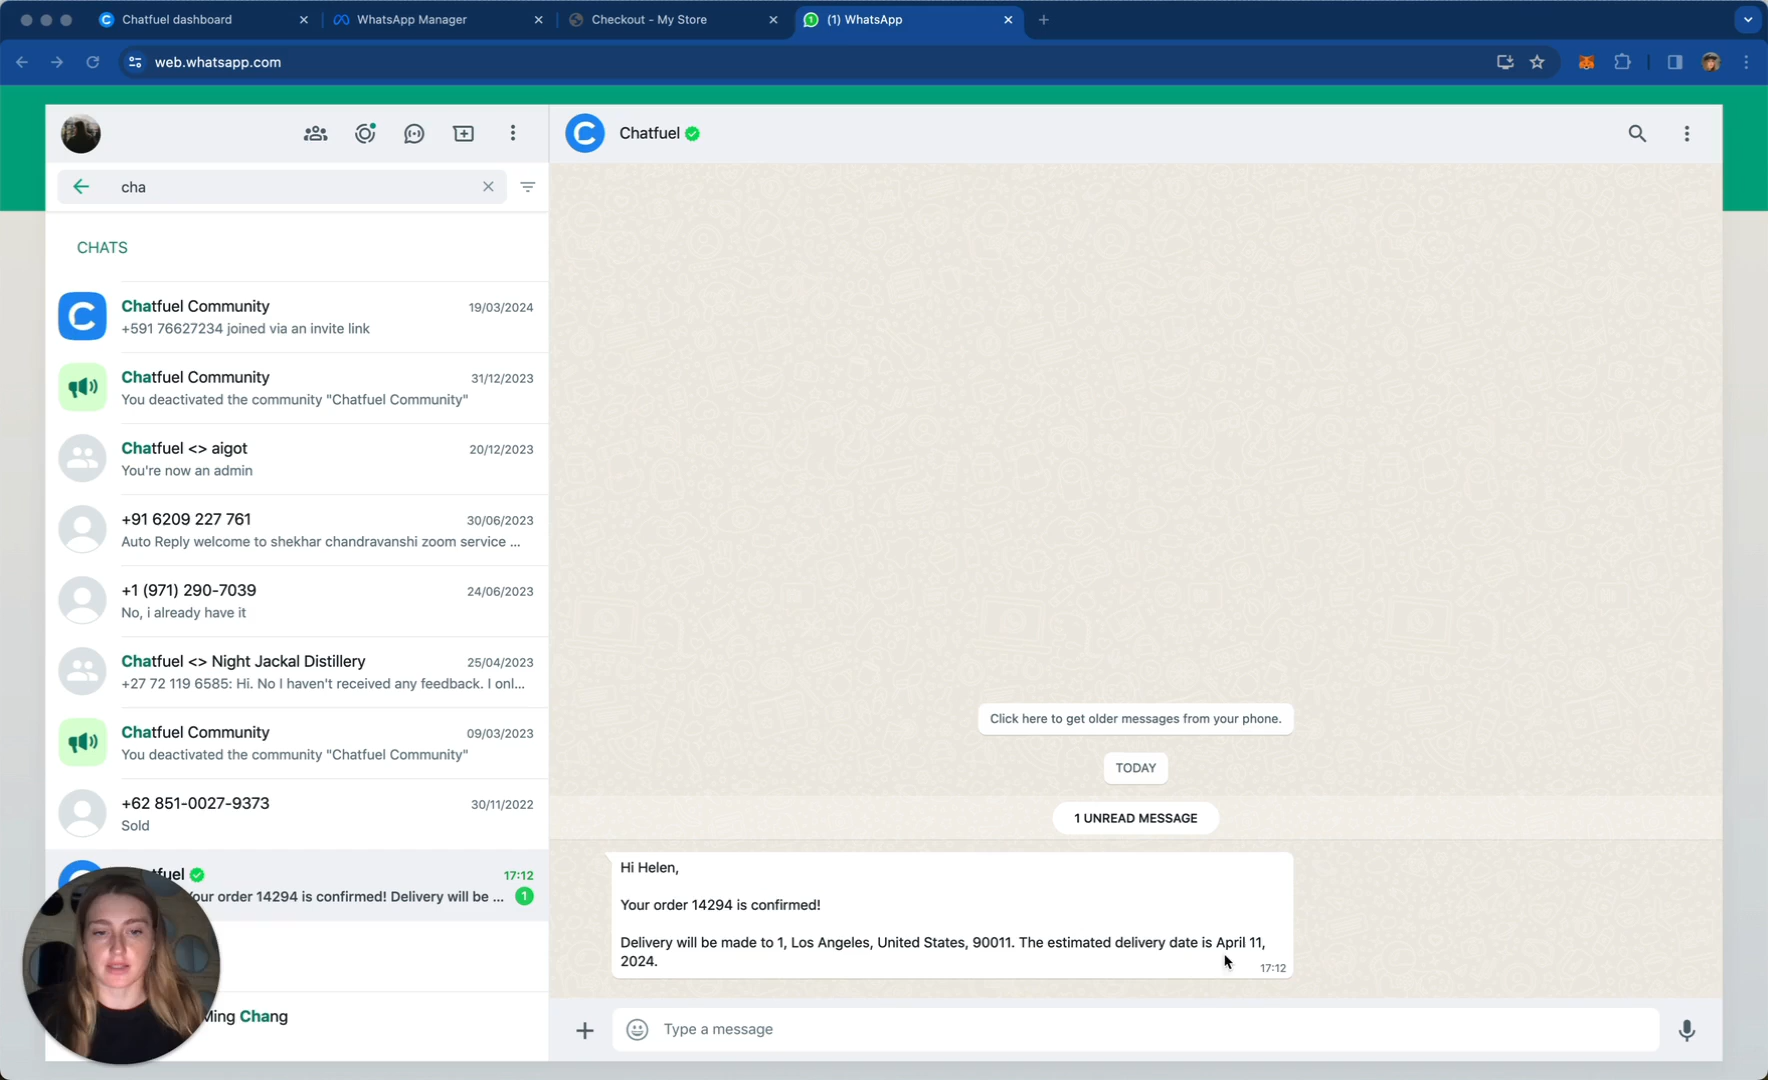 Chatfuel dashboard
WhatsApp Manager
Checkout - My Store
(1) WhatsApp
web.whatsapp.com
cha
CHATS
Chatfuel Community
19/03/2024
+591 76627234 joined via an invite link
Chatfuel Community
31/12/2023
You deactivated the community "Chatfuel Community"
Chatfuel <> aigot
20/12/2023
You're now an admin
+91 6209 227 761
30/06/2023
Auto Reply welcome to shekhar chandravanshi zoom service ...
+1 (971) 290-7039
24/06/2023
No, i already have it
Chatfuel <> Night Jackal Distillery
25/04/2023
+27 72 119 6585: Hi. No I haven't received any feedback. I onl...
Chatfuel Community
09/03/2023
You deactivated the community "Chatfuel Community"
+62 851-0027-9373
30/11/2022
Sold
tfuel
17:12
Your order 14294 is confirmed! Delivery will be ...
1
Ming Chang
Chatfuel
Click here to get older messages from your phone.
TODAY
1 UNREAD MESSAGE
Hi Helen,
Your order 14294 is confirmed!
Delivery will be made to 1, Los Angeles, United States, 90011. The estimated delivery date is April 11,
2024.
17:12
Type a message